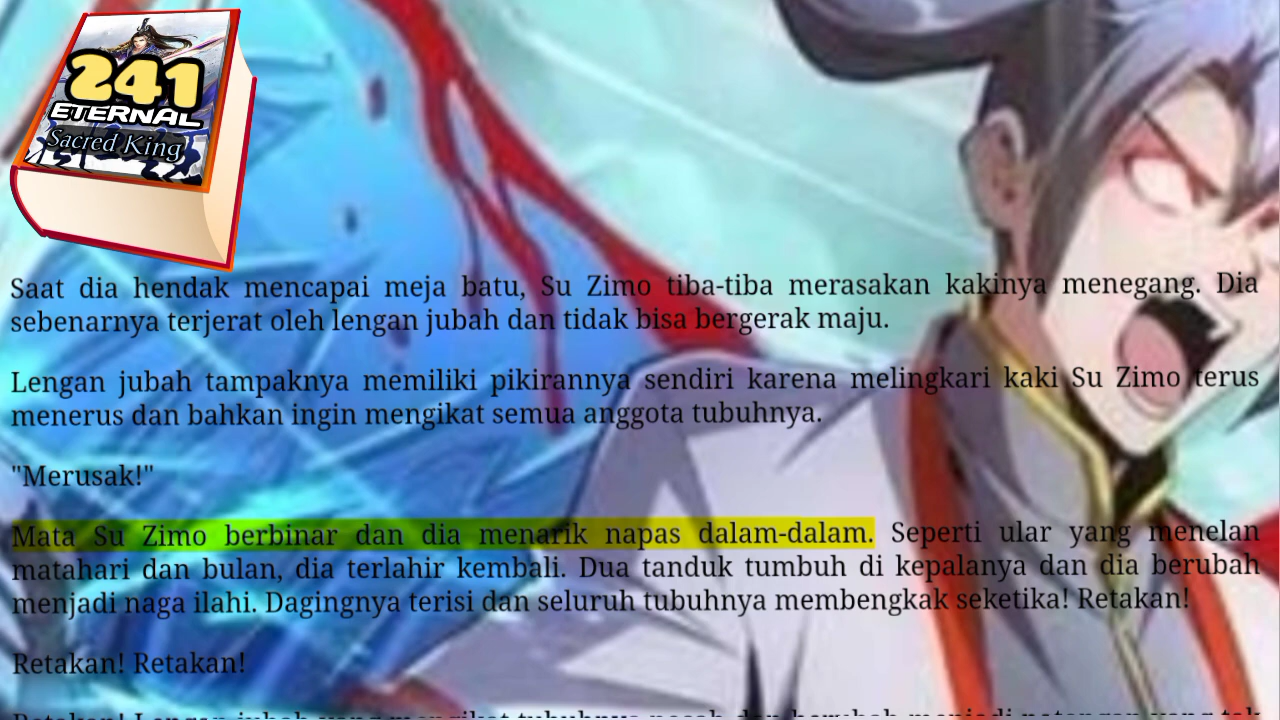 241
ETERNAL
Sacred King
Saat dia hendak mencapai meja batu, Su Zimo tiba-tiba merasakan kakinya menegang. Dia
sebenarnya terjerat oleh lengan jubah dan tidak bisa bergerak maju.
Lengan jubah tampaknya memiliki pikirannya sendiri karena melingkari kaki Su Zimo terus
menerus dan bahkan ingin mengikat semua anggota tubuhnya.
"Merusak!"
Mata Su Zimo berbinar dan dia menarik napas dalam-dalam. Seperti ular yang menelan
matahari dan bulan, dia terlahir kembali. Dua tanduk tumbuh di kepalanya dan dia berubah
menjadi naga ilahi. Dagingnya terisi dan seluruh tubuhnya membengkak seketika! Retakan!
Retakan! Retakan!